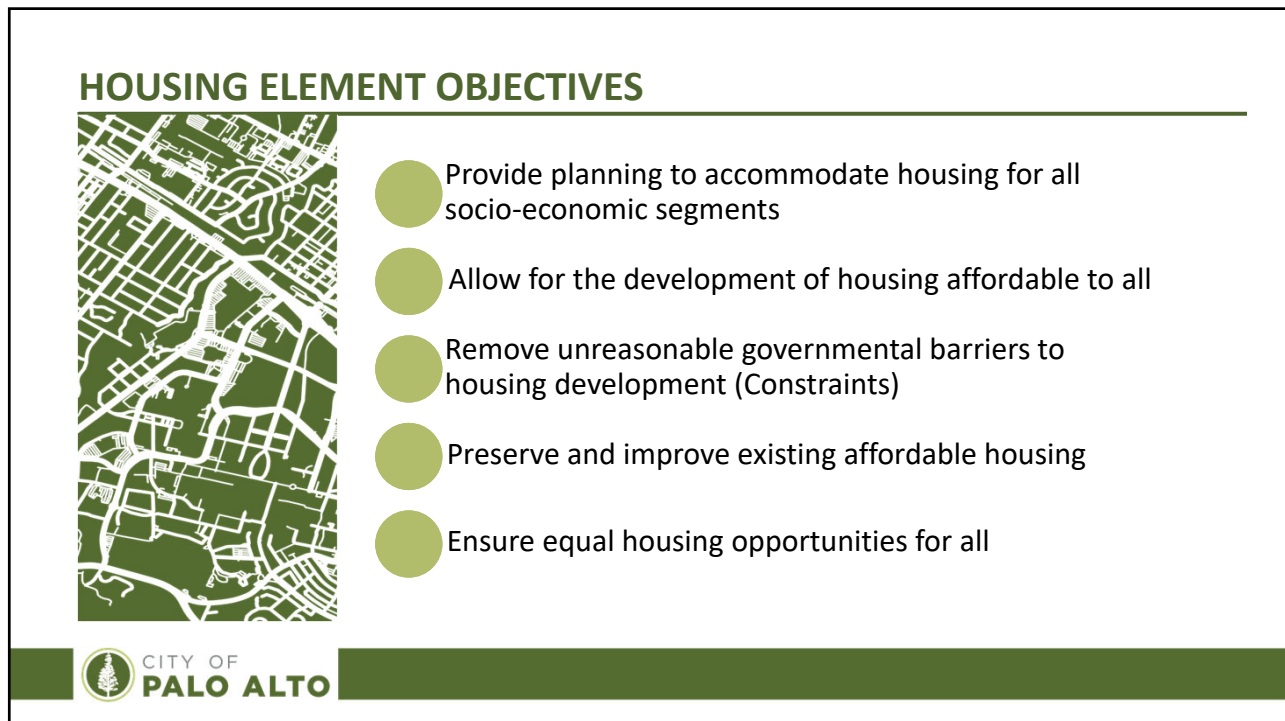 HOUSING ELEMENT OBJECTIVES
Provide planning to accommodate housing for all
socio-economic segments
Allow for the development of housing affordable to all
Remove unreasonable governmental barriers to
housing development (Constraints)
Preserve and improve existing affordable housing
Ensure equal housing opportunities for all
CITY OF
PALO ALTO